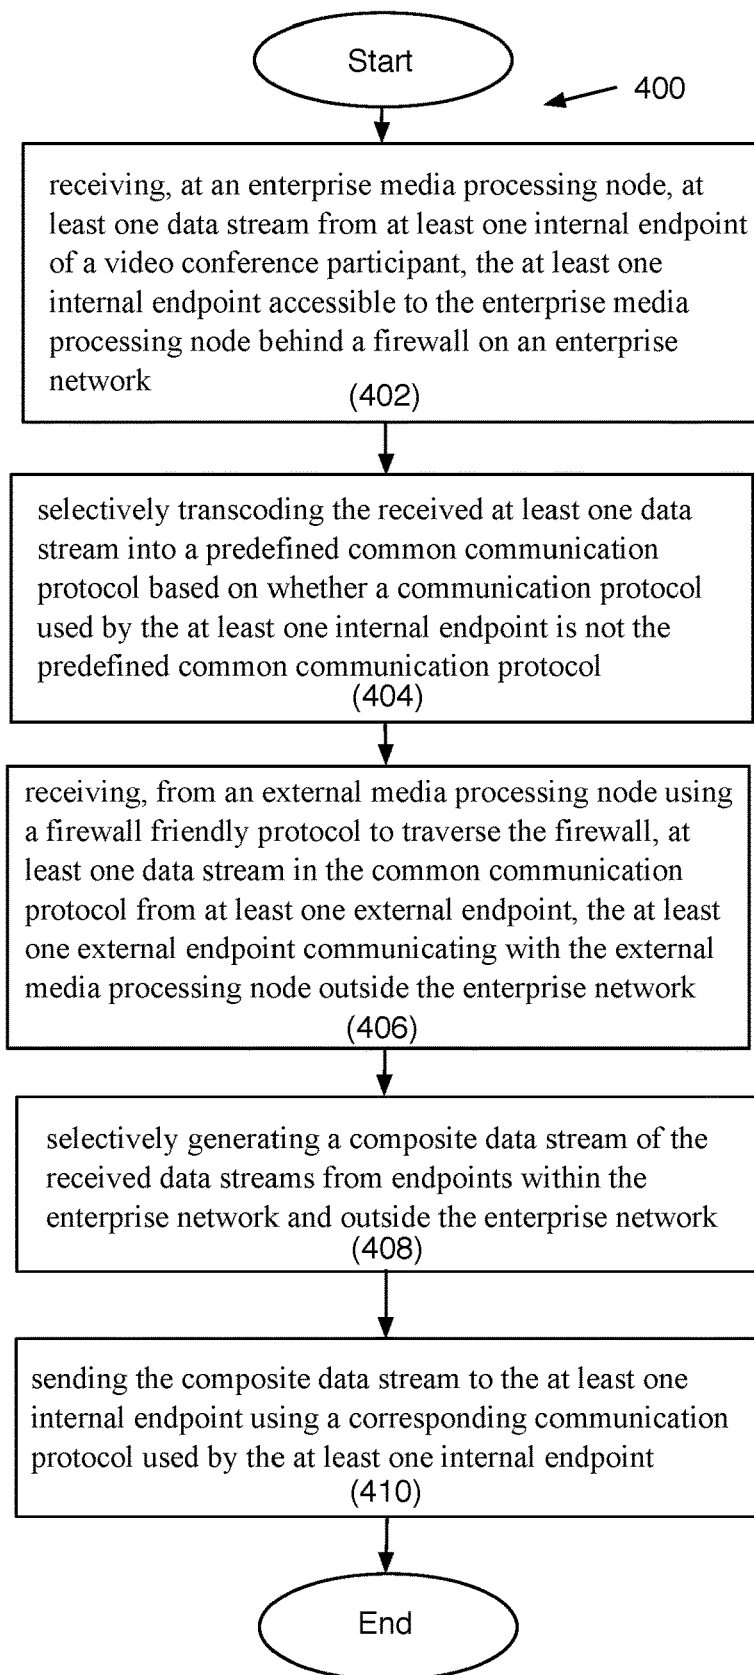 Start
400
receiving, at an enterprise media processing node, at
least one data stream from at least one internal endpoint
of a video conference participant, the at least one
internal endpoint accessible to the enterprise media
processing node behind a firewall on an enterprise
network
(402)
selectively transcoding the received at least one data
stream into a predefined common communication
protocol based on whether a communication protocol
used by the at least one internal endpoint is not the
predefined common communication protocol
(404)
receiving, from an external media processing node using
a firewall friendly protocol to traverse the firewall, at
least one data stream in the common communication
protocol from at least one external endpoint, the at least
one external endpoint communicating with the external
media processing node outside the enterprise network
(406)
selectively generating a composite data stream of the
received data streams from endpoints within the
enterprise network and outside the enterprise network
(408)
sending the composite data stream to the at least one
internal endpoint using a corresponding communication
protocol used by the at least one internal endpoint
(410)
End